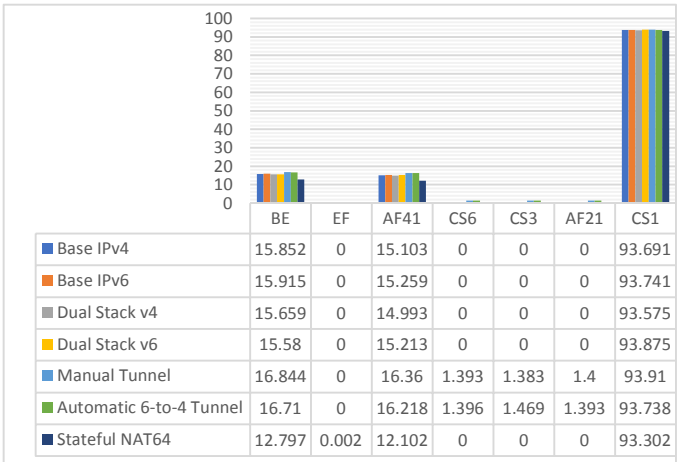 100
90
80
70
60
50
40
30
20
10
0
BE EF AF41 CS6 CS3 AF21 CS1
Base IPv4 15.852 0 15.103 0 0 0 93.691
Base IPv6 15.915 0 15.259 0 0 0 93.741
Dual Stack v4 15.659 0 14.993 0 0 0 93.575
Dual Stack v6 15.58 0 15.213 0 0 0 93.875
Manual Tunnel 16.844 0 16.36 1.393 1.383 1.4 93.91
Automatic 6-to-4 Tunnel 16.71 0 16.218 1.396 1.469 1.393 93.738
Stateful NAT64 12.797 0.002 12.102 0 0 0 93.302